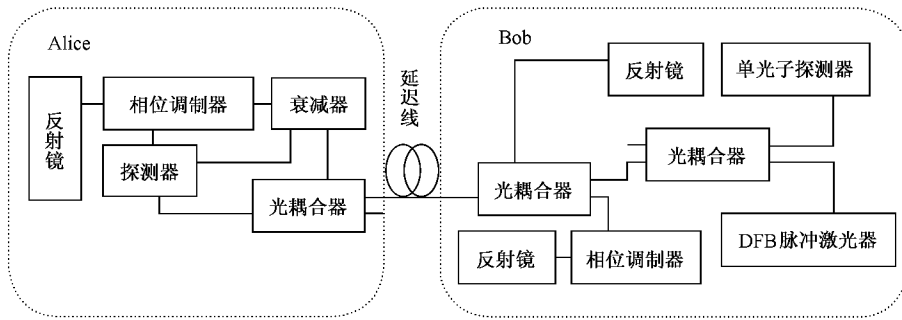 Alice
反射镜
相位调制器
衰减器
探测器
光耦合器
延迟线
Bob
反射镜
单光子探测器
光耦合器
光耦合器
反射镜
相位调制器
DFB脉冲激光器